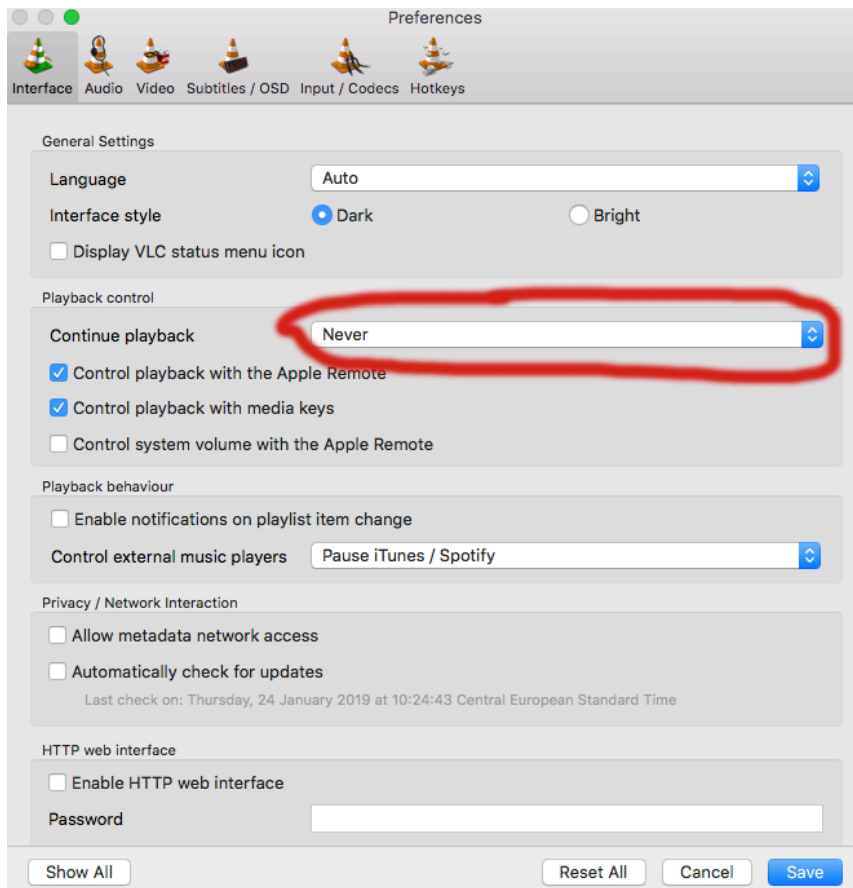 Preferences
Interface Audio Video Subtitles / OSD Input / Codecs Hotkeys
General Settings
Language Auto
Interface style Dark Bright
Display VLC status menu icon
Playback control
Continue playback Never
Control playback with the Apple Remote
Control playback with media keys
Control system volume with the Apple Remote
Playback behaviour
Enable notifications on playlist item change
Control external music players Pause iTunes / Spotify
Privacy / Network Interaction
Allow metadata network access
Automatically check for updates
Last check on: Thursday, 24 January 2019 at 10:24:43 Central European Standard Time
HTTP web interface
Enable HTTP web interface
Password
Show All Reset All Cancel Save